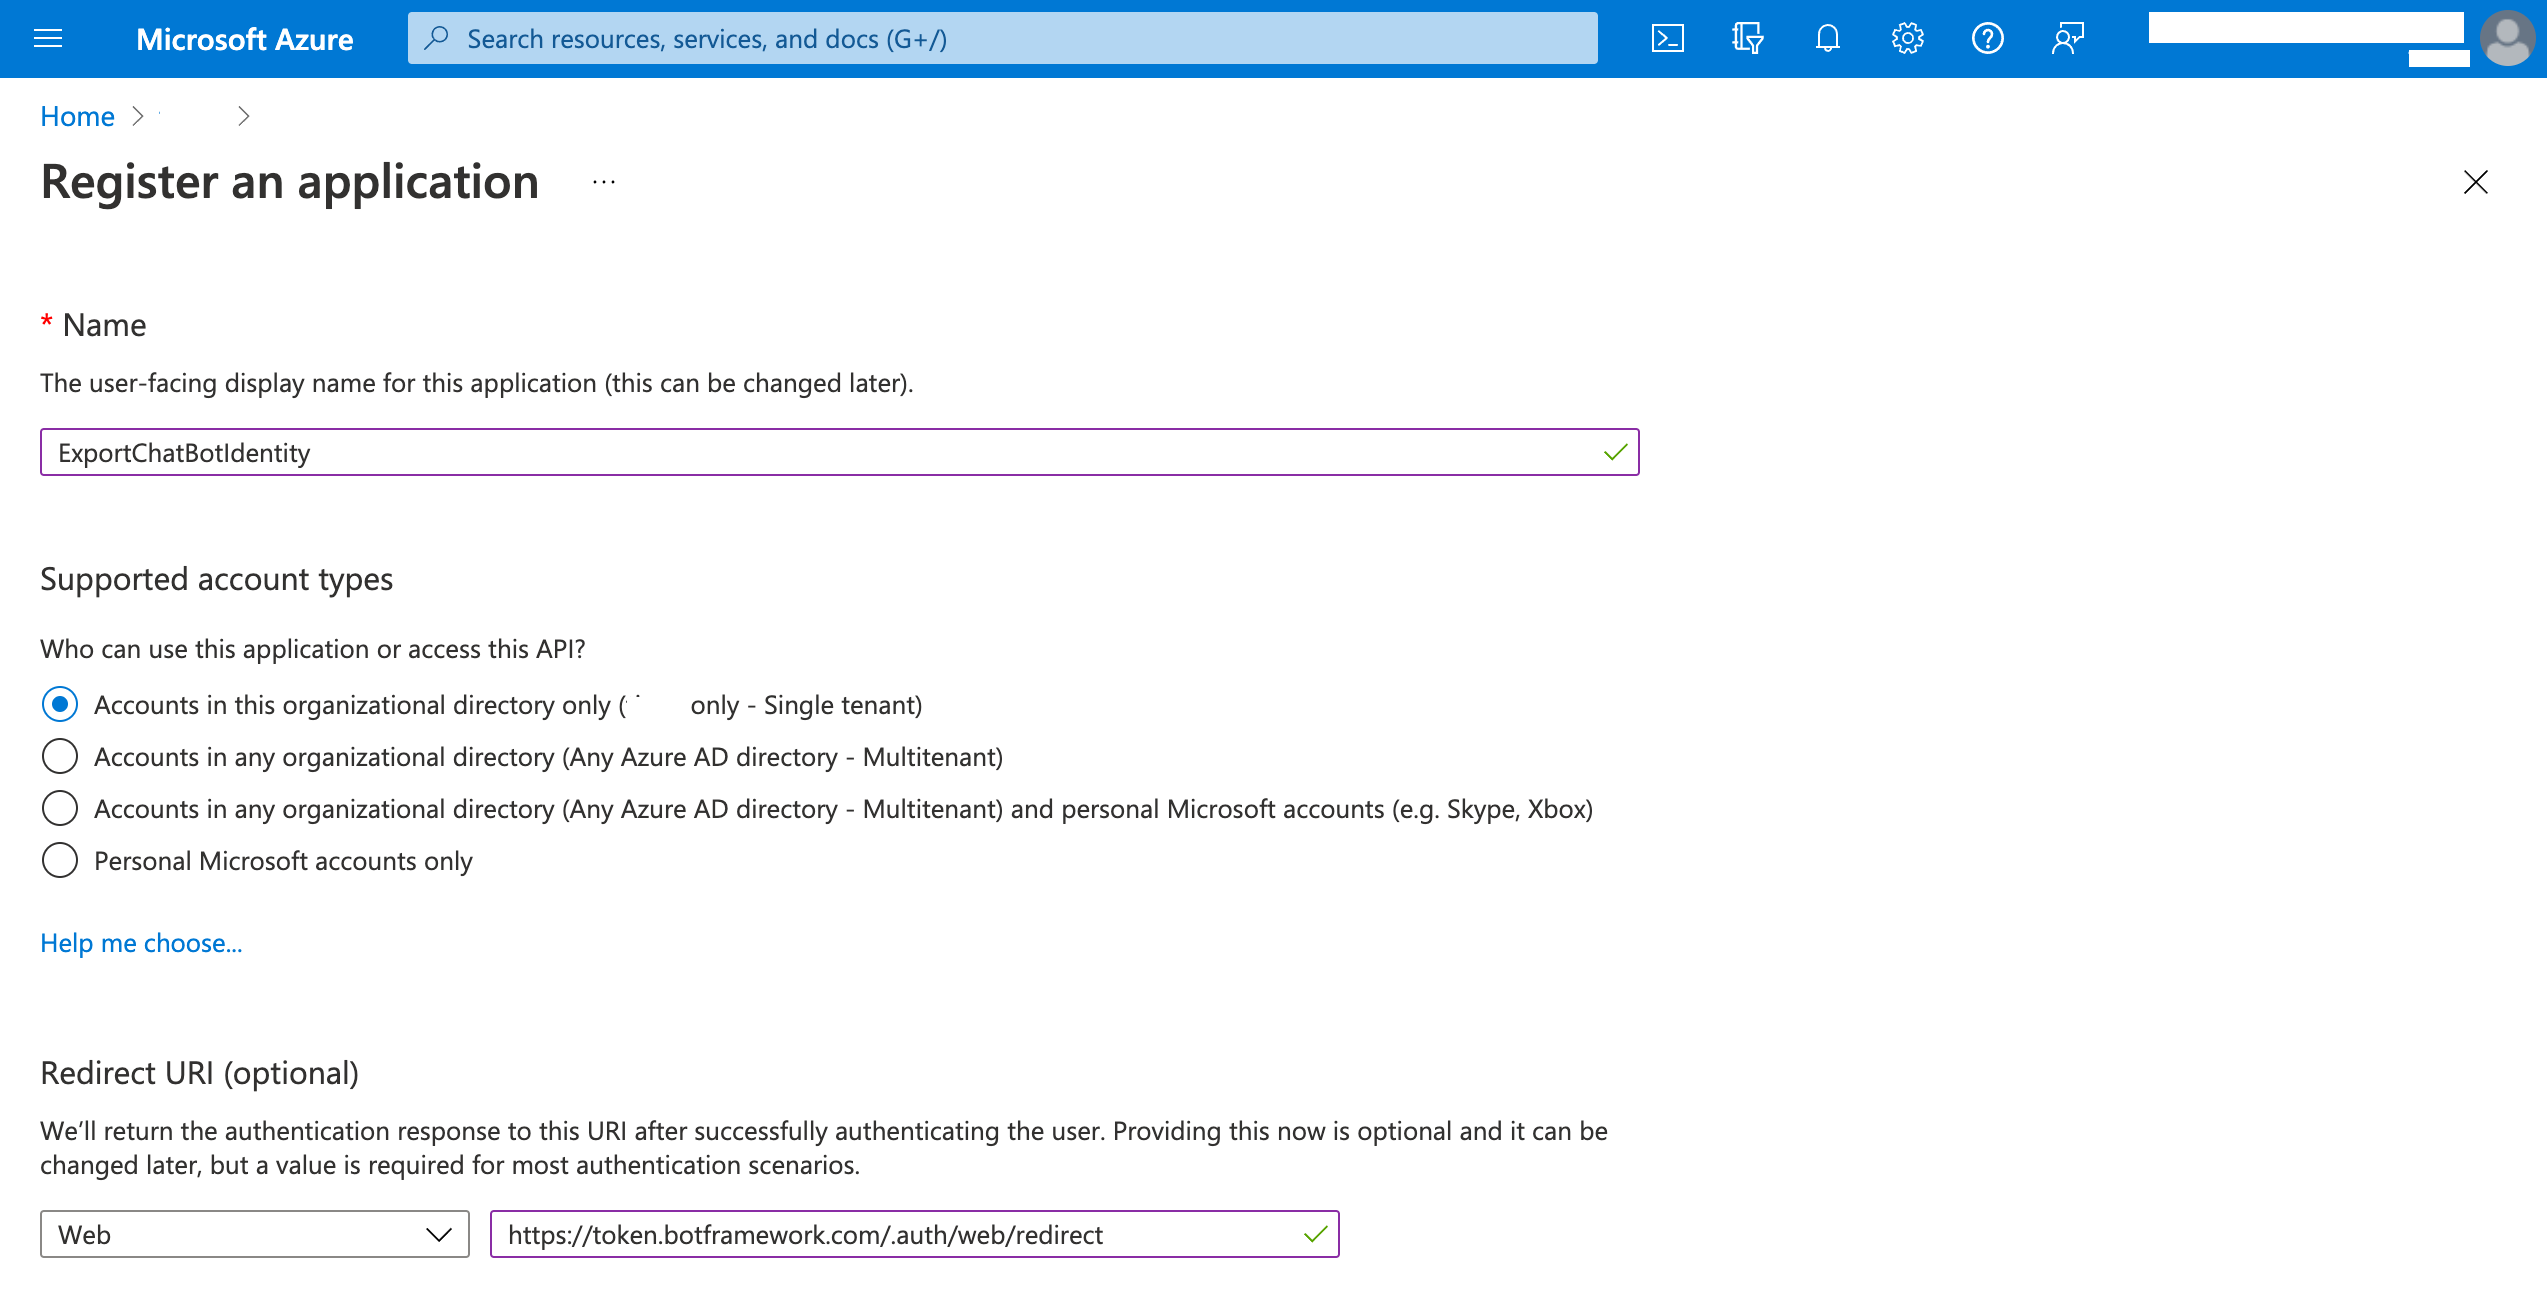 Microsoft Azure
Search resources, services, and docs (G+/)
Home
Register an application
* Name
The user-facing display name for this application (this can be changed later).
ExportChatBotIdentity
Supported account types
Who can use this application or access this API?
Accounts in this organizational directory only ( only - Single tenant)
Accounts in any organizational directory (Any Azure AD directory - Multitenant)
Accounts in any organizational directory (Any Azure AD directory - Multitenant) and personal Microsoft accounts (e.g. Skype, Xbox)
Personal Microsoft accounts only
Help me choose...
Redirect URI (optional)
We’ll return the authentication response to this URI after successfully authenticating the user. Providing this now is optional and it can be
changed later, but a value is required for most authentication scenarios.
Web
https://token.botframework.com/.auth/web/redirect